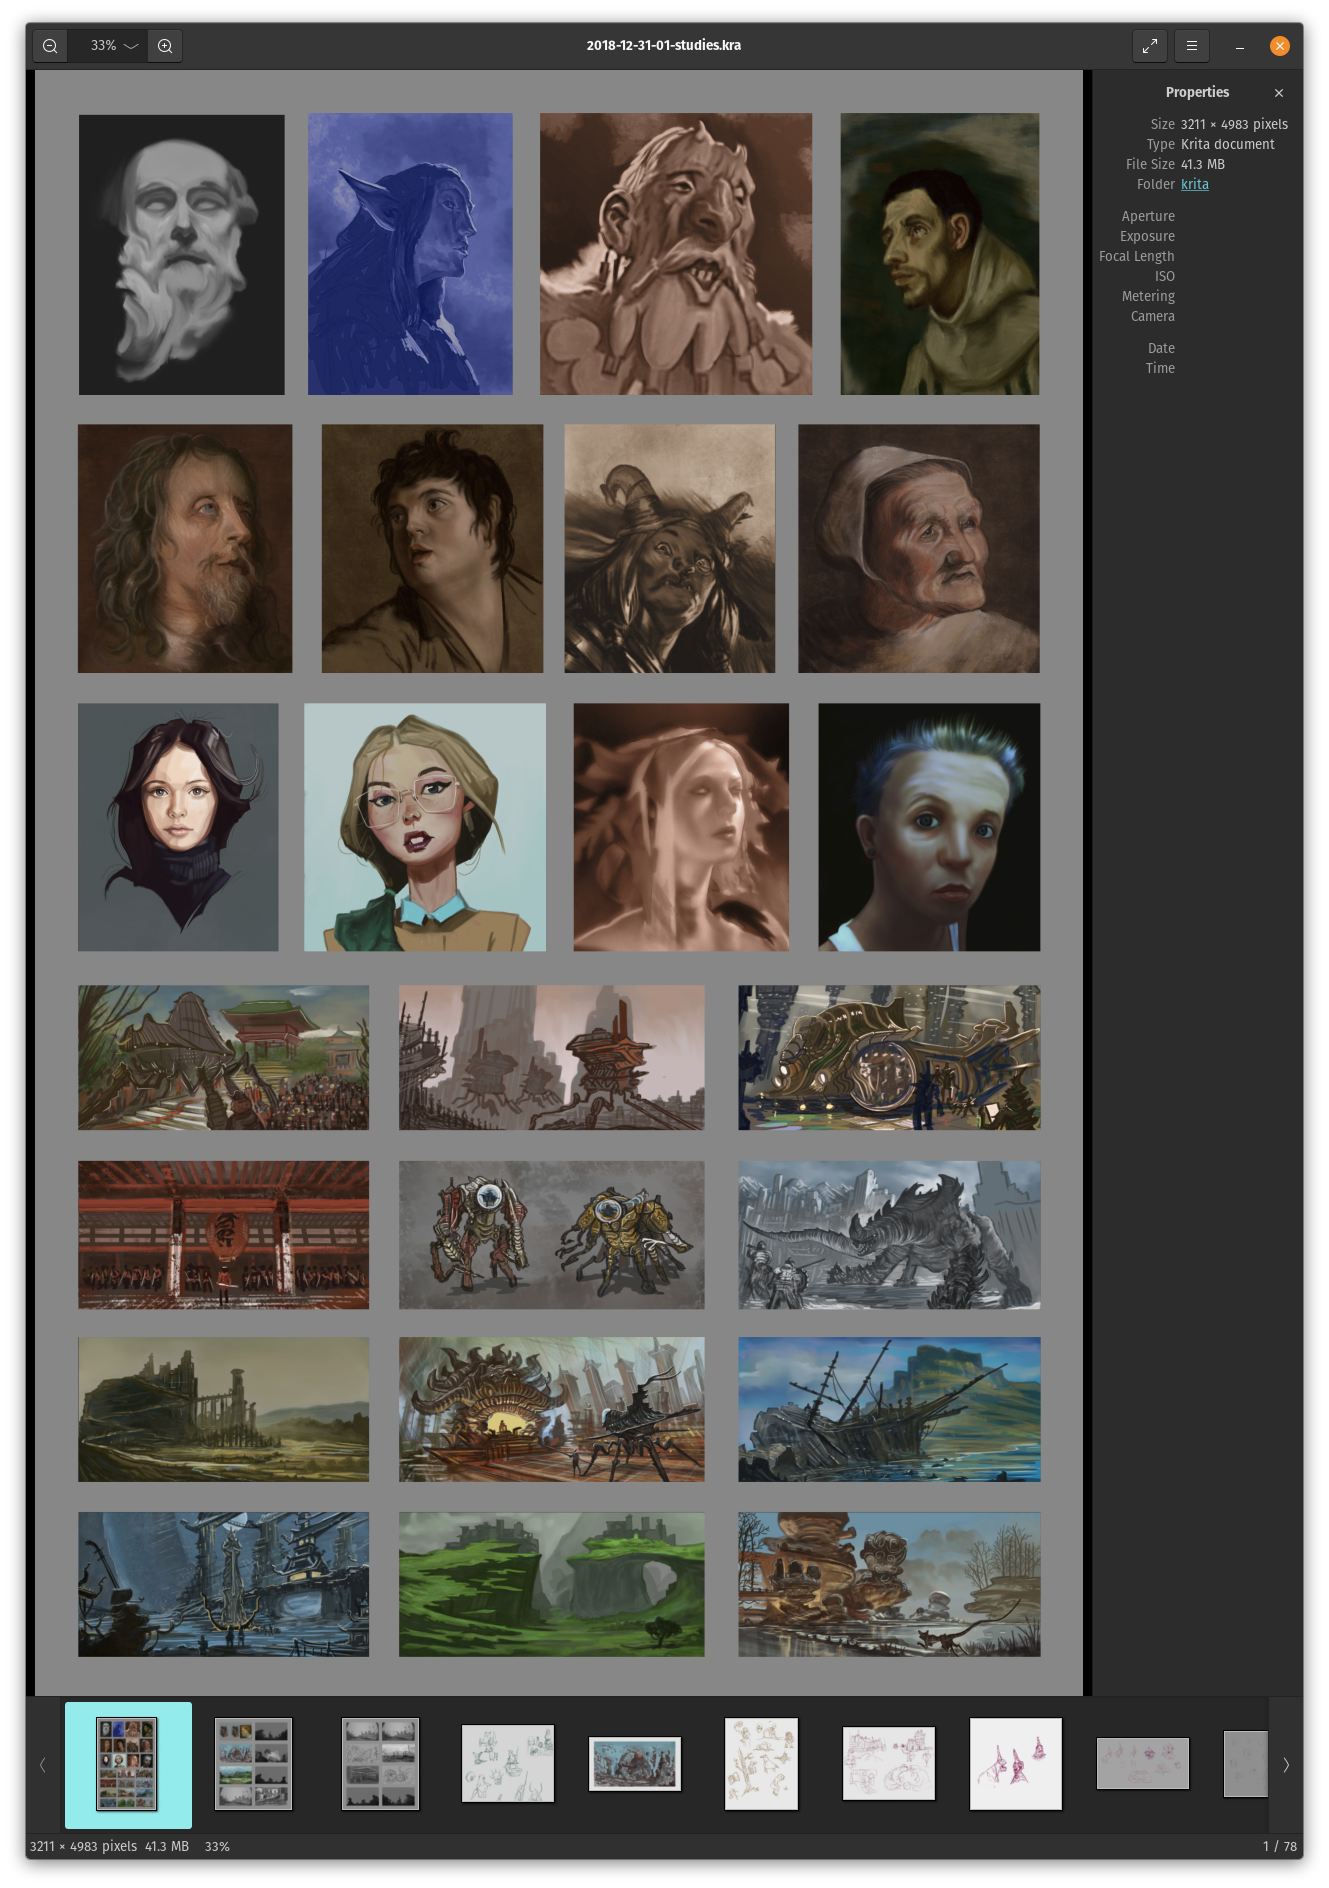 33%
2018-12-31-01-studies.kra
Properties
Size 3211 × 4983 pixels
Type Krita document
File Size 41.3 MB
Folder krita
Aperture
Exposure
Focal Length
ISO
Metering
Camera
Date
Time
3211 × 4983 pixels 41.3 MB 33%
1 / 78